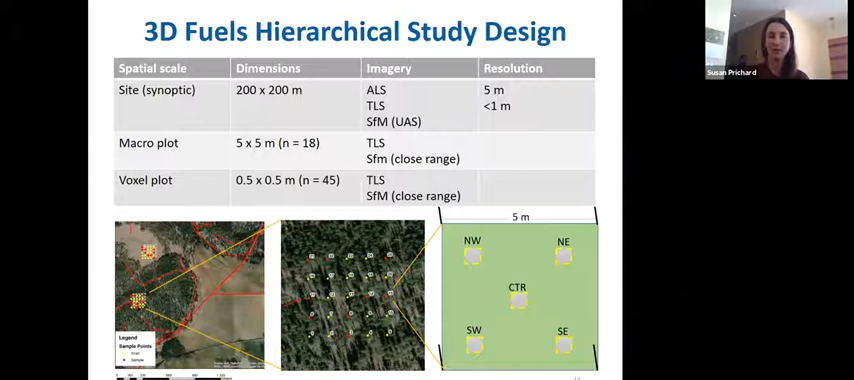 3D Fuels Hierarchical Study Design
Susan Prichard
Spatial scale Dimensions Imagery Resolution
Site (synoptic) 200 x 200 m ALS 5 m
TLS <1 m
SfM (UAS)
Macro plot 5 x 5 m (n = 18) TLS
Sfm (close range)
Voxel plot 0.5 x 0.5 m (n = 45) TLS
SfM (close range)
5 m
NW NE
CTR
SW SE
Legend
Sample Points
Scan
Sample